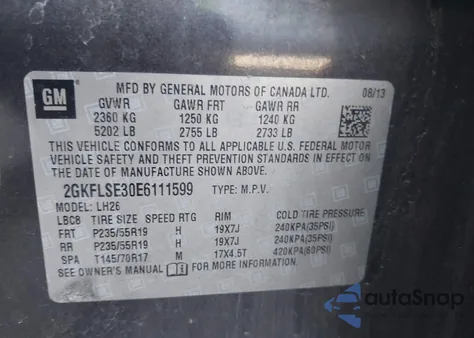 GM
MFD BY GENERAL MOTORS OF CANADA LTD. 08/13
GVWR GAWR FRT GAWR RR
2360 KG 1250 KG 1240 KG
5202 LB 2755 LB 2733 LB
THIS VEHICLE CONFORMS TO ALL APPLICABLE U.S. FEDERAL MOTOR
VEHICLE SAFETY AND THEFT PREVENTION STANDARDS IN EFFECT ON
THE DATE OF MANUFACTURE SHOWN ABOVE.
2GKFLSE30E6111599 TYPE: M.P.V.
MODEL: LH26
LBC8 TIRE SIZE SPEED RTG RIM COLD TIRE PRESSURE
FRT P235/55R19 H 19X7J 240KPA(35PSI)
RR P235/55R19 H 19X7J 240KPA(35PSI)
SPA T145/70R17 M 17X4.5T 420KPA(60PSI)
SEE OWNER'S MANUAL FOR ADDITIONAL INFORMATION.
autoSnap